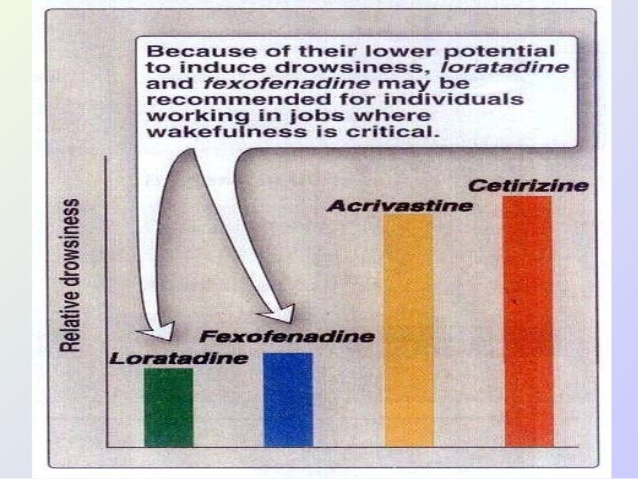 Because of their lower potential
to induce drowsiness, loratadine
and fexofenadine may be
recommended for individuals
working in jobs where
wakefulness is critical.
Cetirizine
Acrivastine
Fexofenadine
Loratadine
Relative drowsiness